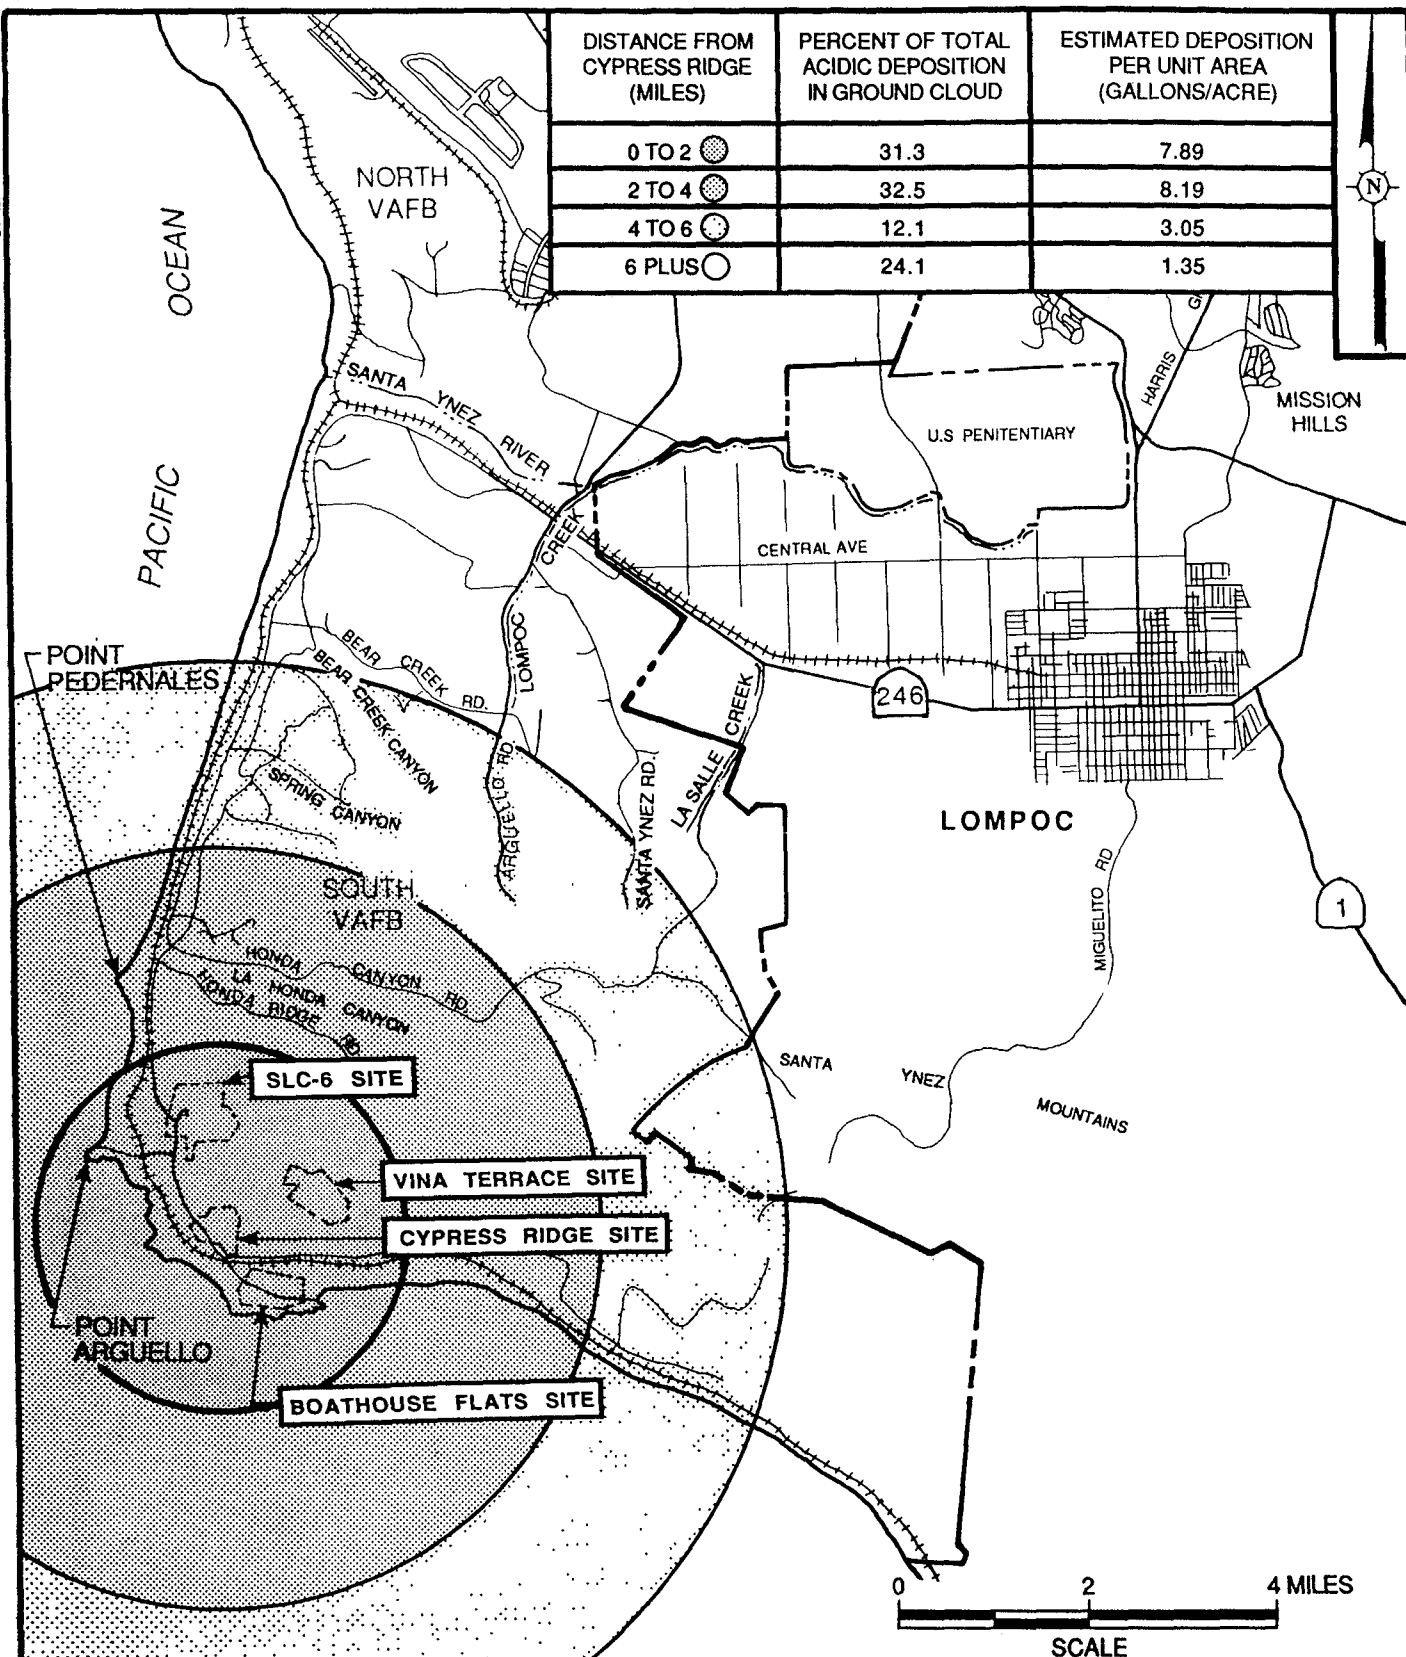 DISTANCE FROM
CYPRESS RIDGE
(MILES)
PERCENT OF TOTAL
ACIDIC DEPOSITION
IN GROUND CLOUD
ESTIMATED DEPOSITION
PER UNIT AREA
(GALLONS/ACRE)
0 TO 2
31.3
7.89
2 TO 4
32.5
8.19
4 TO 6
12.1
3.05
6 PLUS
24.1
1.35
N
NORTH
VAFB
PACIFIC OCEAN
SANTA YNEZ RIVER
HARRIS
MISSION
HILLS
U.S PENITENTIARY
CENTRAL AVE
LOMPOC CREEK
POINT
PEDERNALES
BEAR CREEK RD.
BEAR CREEK CANYON
246
LA SALLE CREEK
SPRING CANYON
ARGUELLO RD.
SANTA YNEZ RD.
LOMPOC
MIGUELITO RD
1
SOUTH
VAFB
HONDA CANYON RD.
LA HONDA CANYON
HONDA RIDGE RD.
SLC-6 SITE
SANTA YNEZ MOUNTAINS
VINA TERRACE SITE
CYPRESS RIDGE SITE
POINT
ARGUELLO
BOATHOUSE FLATS SITE
0 2 4 MILES
SCALE